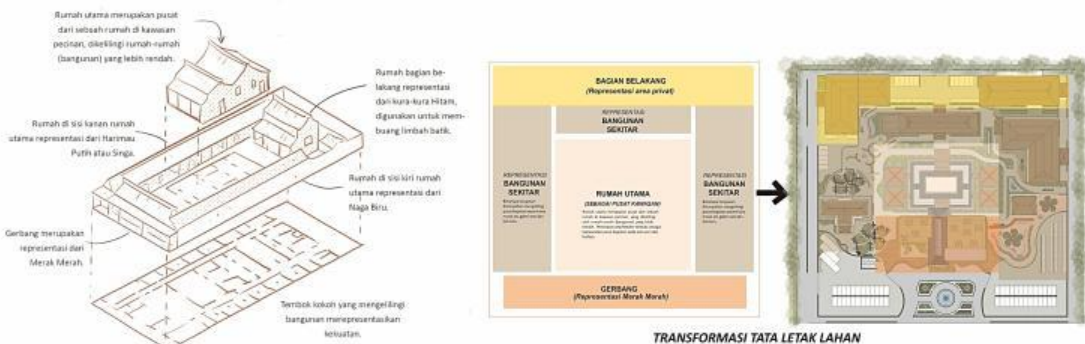 Rumah utama merupakan pusat
dari sebuah rumah di kawasan
pecinan, dikelilingi rumah-rumah
(bangunan) yang lebih rendah.
Rumah bagian be-
lakang representasi
dari kura-kura Hitam,
digunakan untuk mem-
buang limbah batik.
Rumah di sisi kanan rumah
utama representasi dari Harimau
Putih atau Singa.
Rumah di sisi kiri rumah
utama representasi dari
Naga Biru.
Gerbang merupakan
representasi dari
Merak Merah.
Tembok kokoh yang mengelilingi
bangunan merepresentasikan
kekuatan.
BAGIAN BELAKANG
(Representasi area privat)
REPRESENTASI
BANGUNAN
SEKITAR
REPRESENTASI
BANGUNAN
SEKITAR
RUMAH UTAMA
(SEBAGAI PUSAT KAWASAN)
REPRESENTASI
BANGUNAN
SEKITAR
GERBANG
(Representasi Merak Merah)
TRANSFORMASI TATA LETAK LAHAN